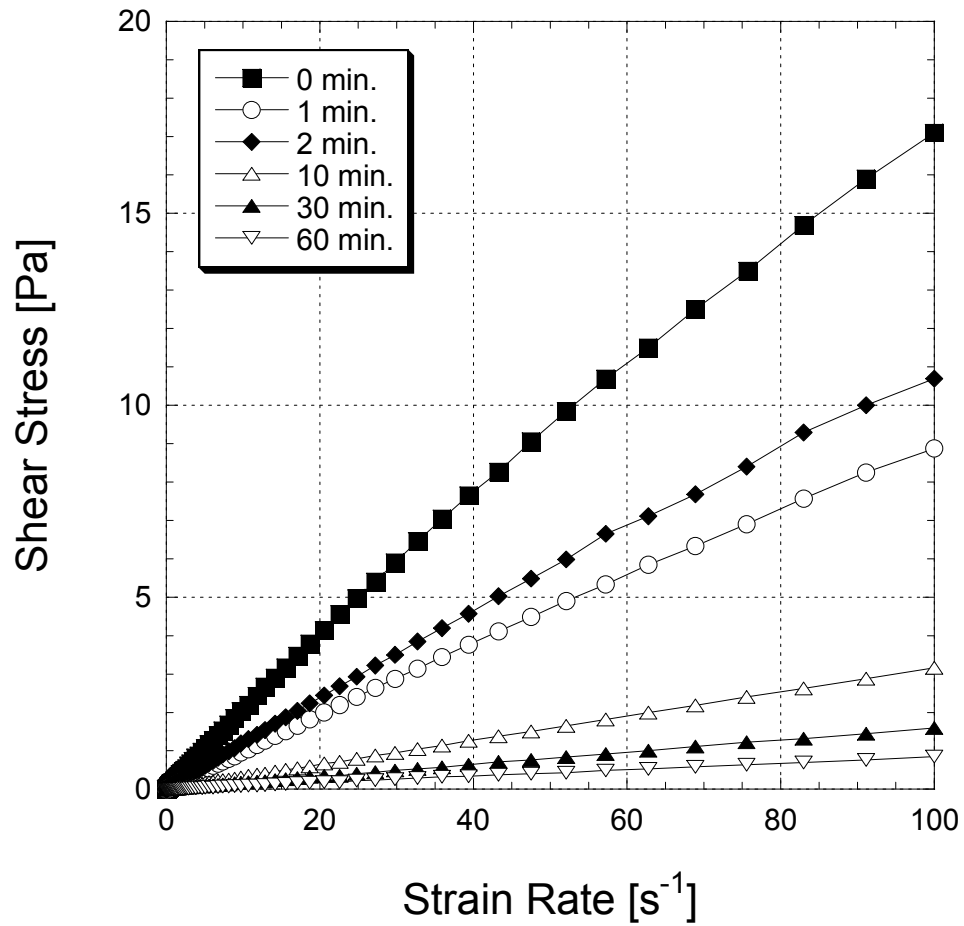 20
15
10
5
0
0 min.
1 min.
2 min.
10 min.
30 min.
60 min.
Shear Stress [Pa]
0 20 40 60 80 100
Strain Rate [s⁻¹]